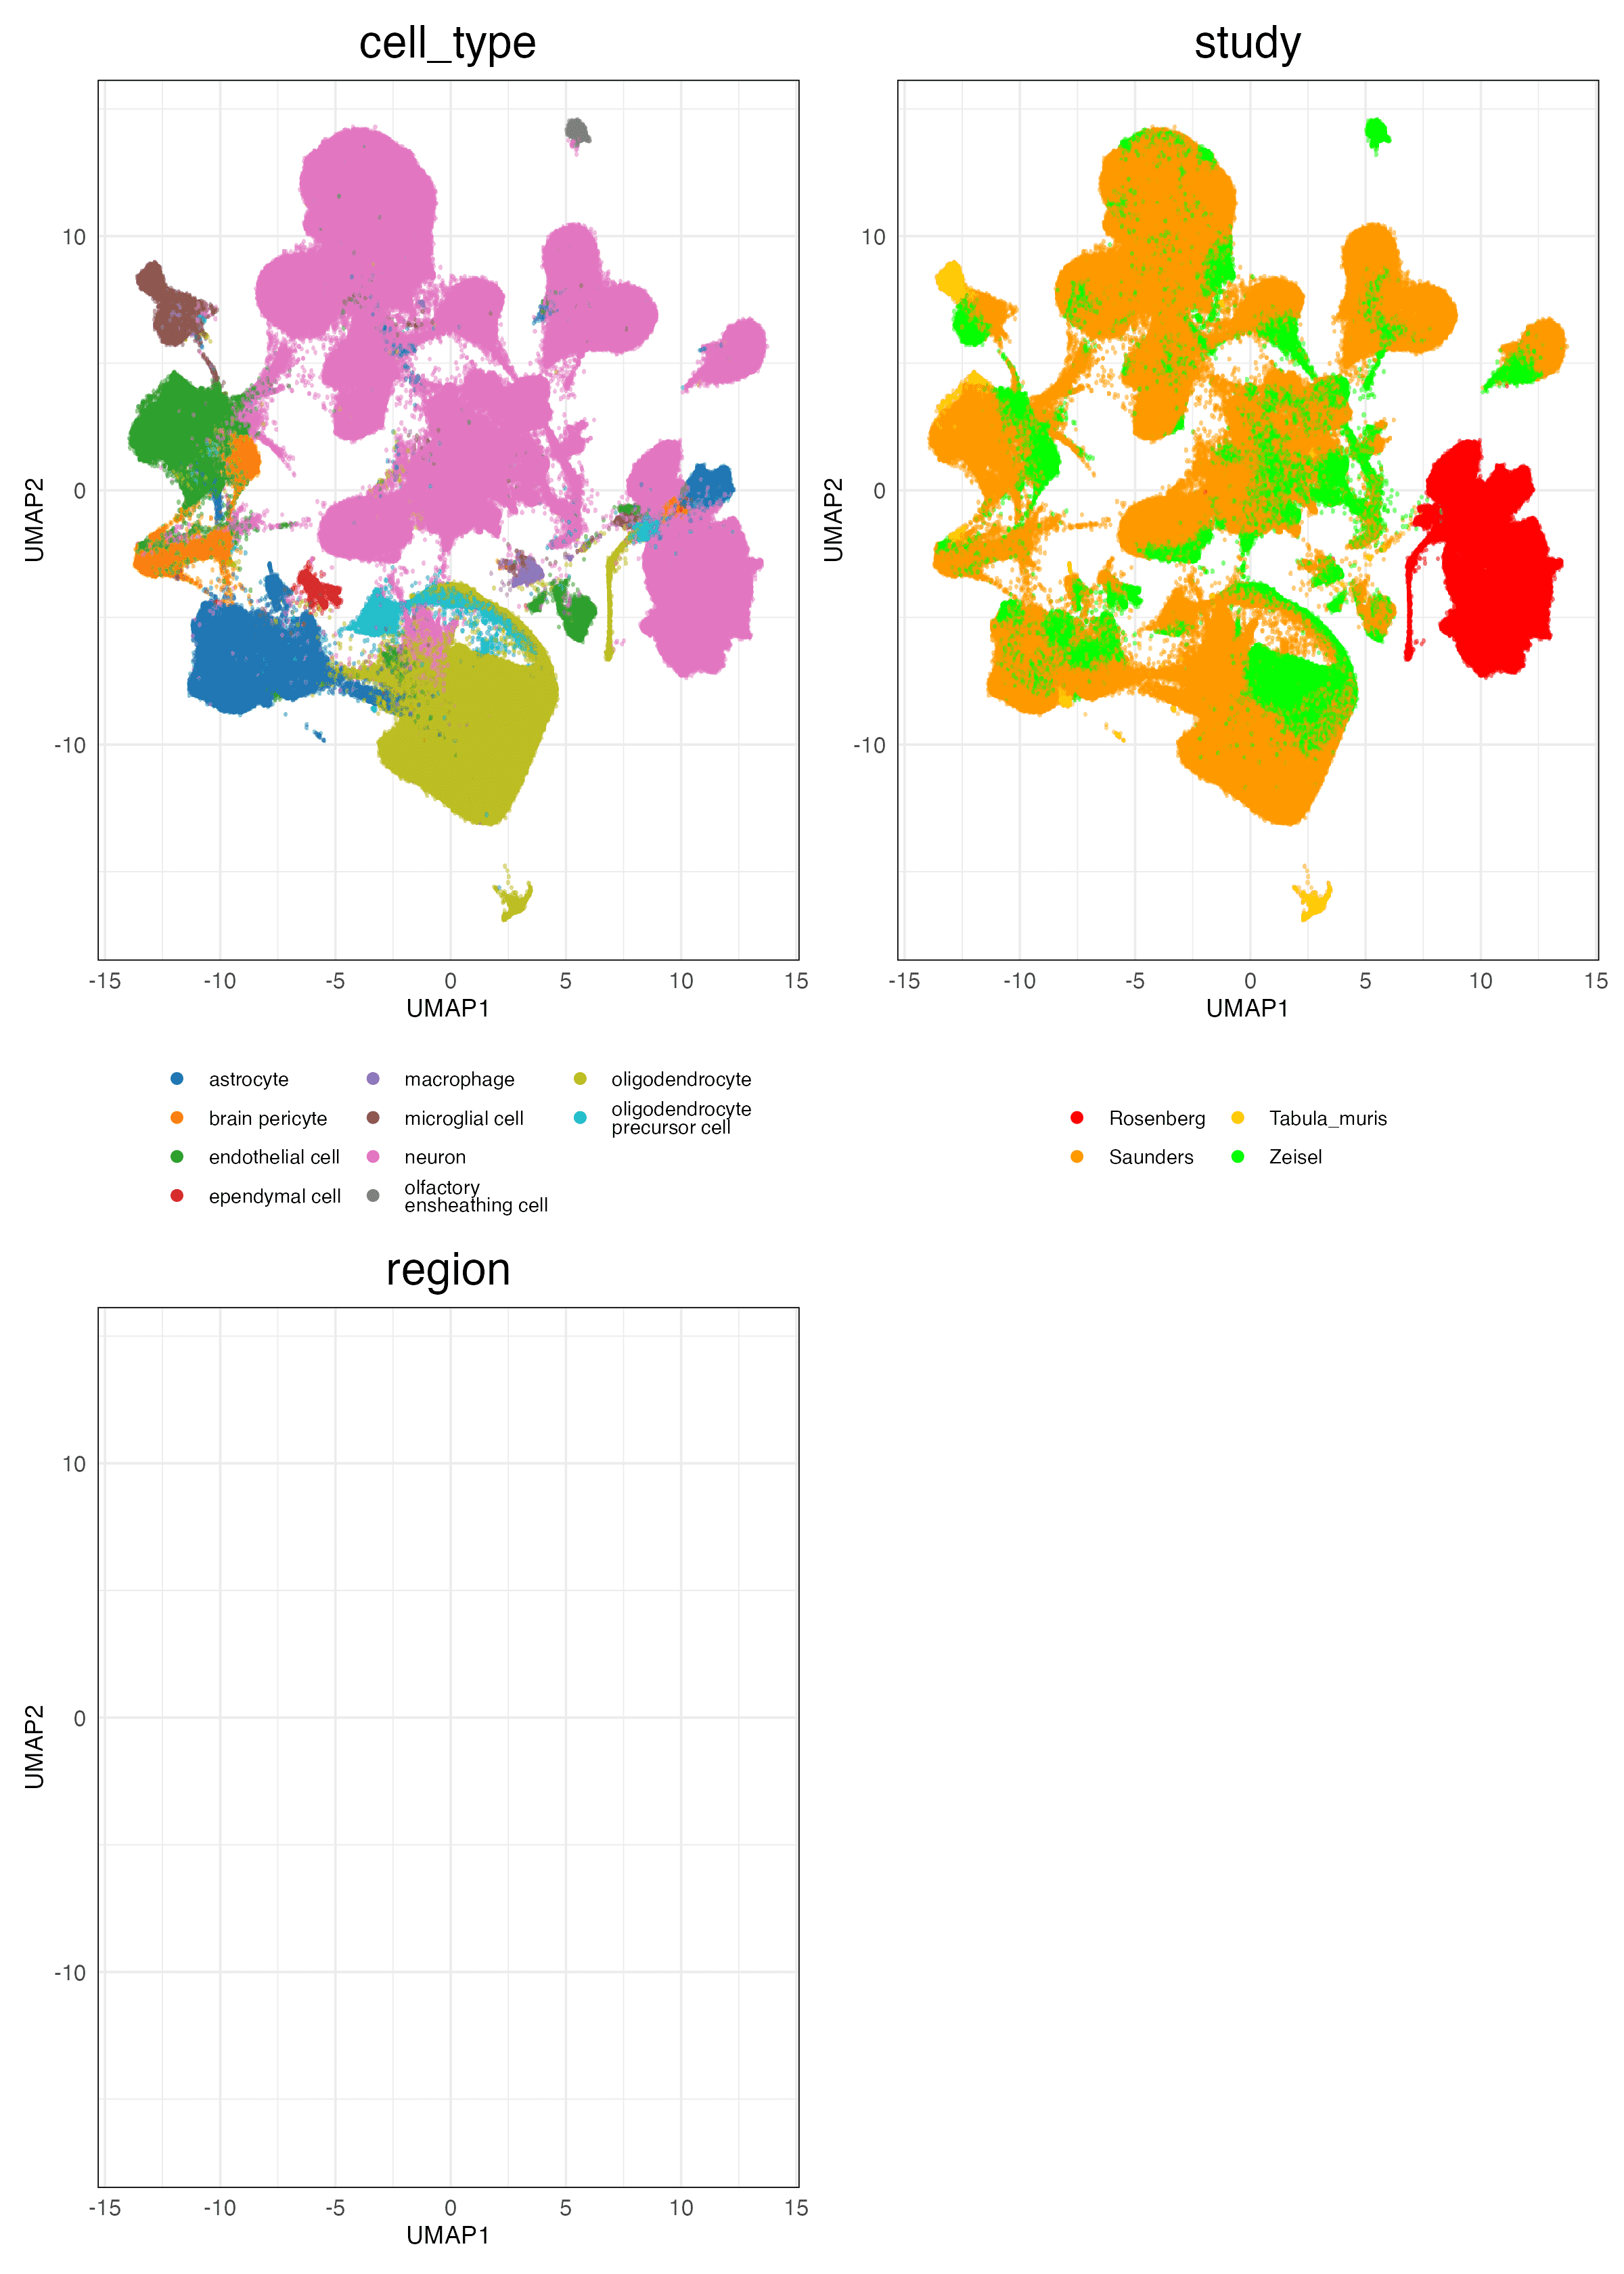 cell_type
study
UMAP2
10
0
-10
-15 -10 -5 0 5 10 15
UMAP1
UMAP2
10
0
-10
-15 -10 -5 0 5 10 15
UMAP1
astrocyte
brain pericyte
endothelial cell
ependymal cell
macrophage
microglial cell
neuron
olfactory
ensheathing cell
oligodendrocyte
oligodendrocyte
precursor cell
Rosenberg
Saunders
Tabula_muris
Zeisel
region
UMAP2
10
0
-10
-15 -10 -5 0 5 10 15
UMAP1